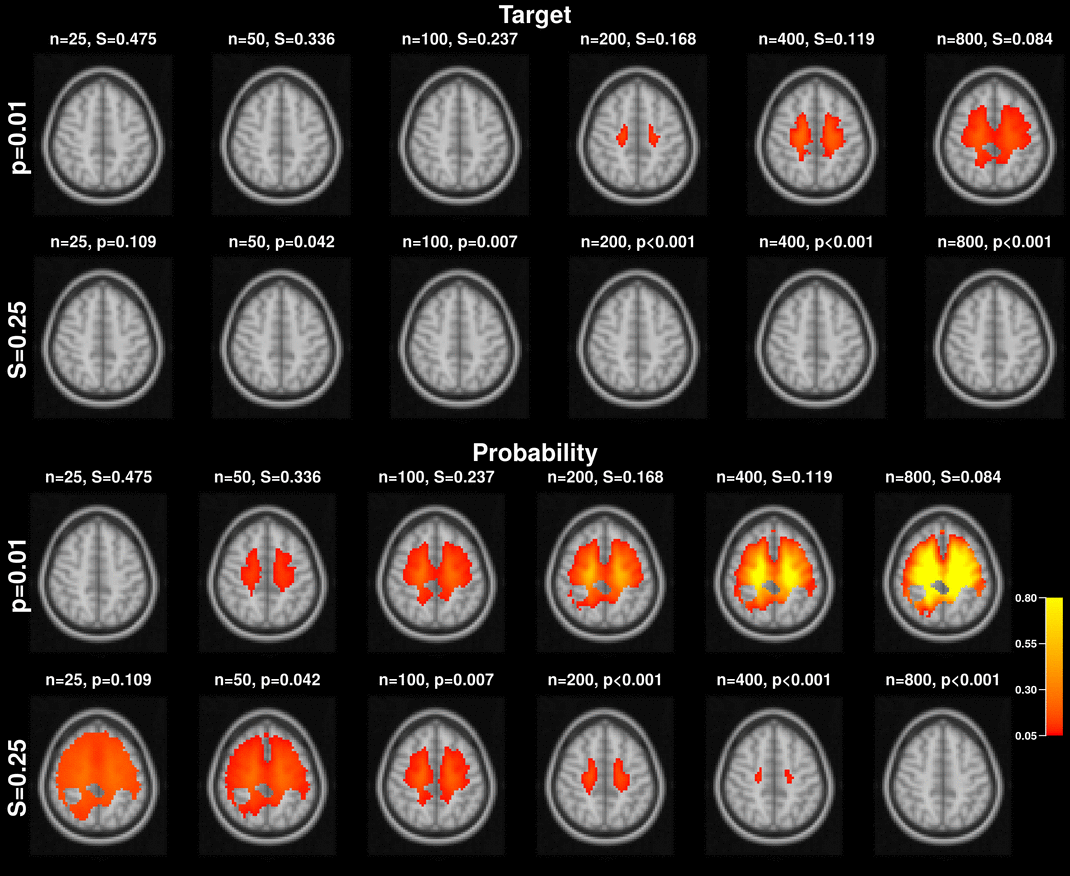 Target
n=25, S=0.475 n=50, S=0.336 n=100, S=0.237 n=200, S=0.168 n=400, S=0.119 n=800, S=0.084
p=0.01
n=25, p=0.109 n=50, p=0.042 n=100, p=0.007 n=200, p<0.001 n=400, p<0.001 n=800, p<0.001
S=0.25
Probability
n=25, S=0.475 n=50, S=0.336 n=100, S=0.237 n=200, S=0.168 n=400, S=0.119 n=800, S=0.084
p=0.01
0.80
0.55
0.30
0.05
n=25, p=0.109 n=50, p=0.042 n=100, p=0.007 n=200, p<0.001 n=400, p<0.001 n=800, p<0.001
S=0.25